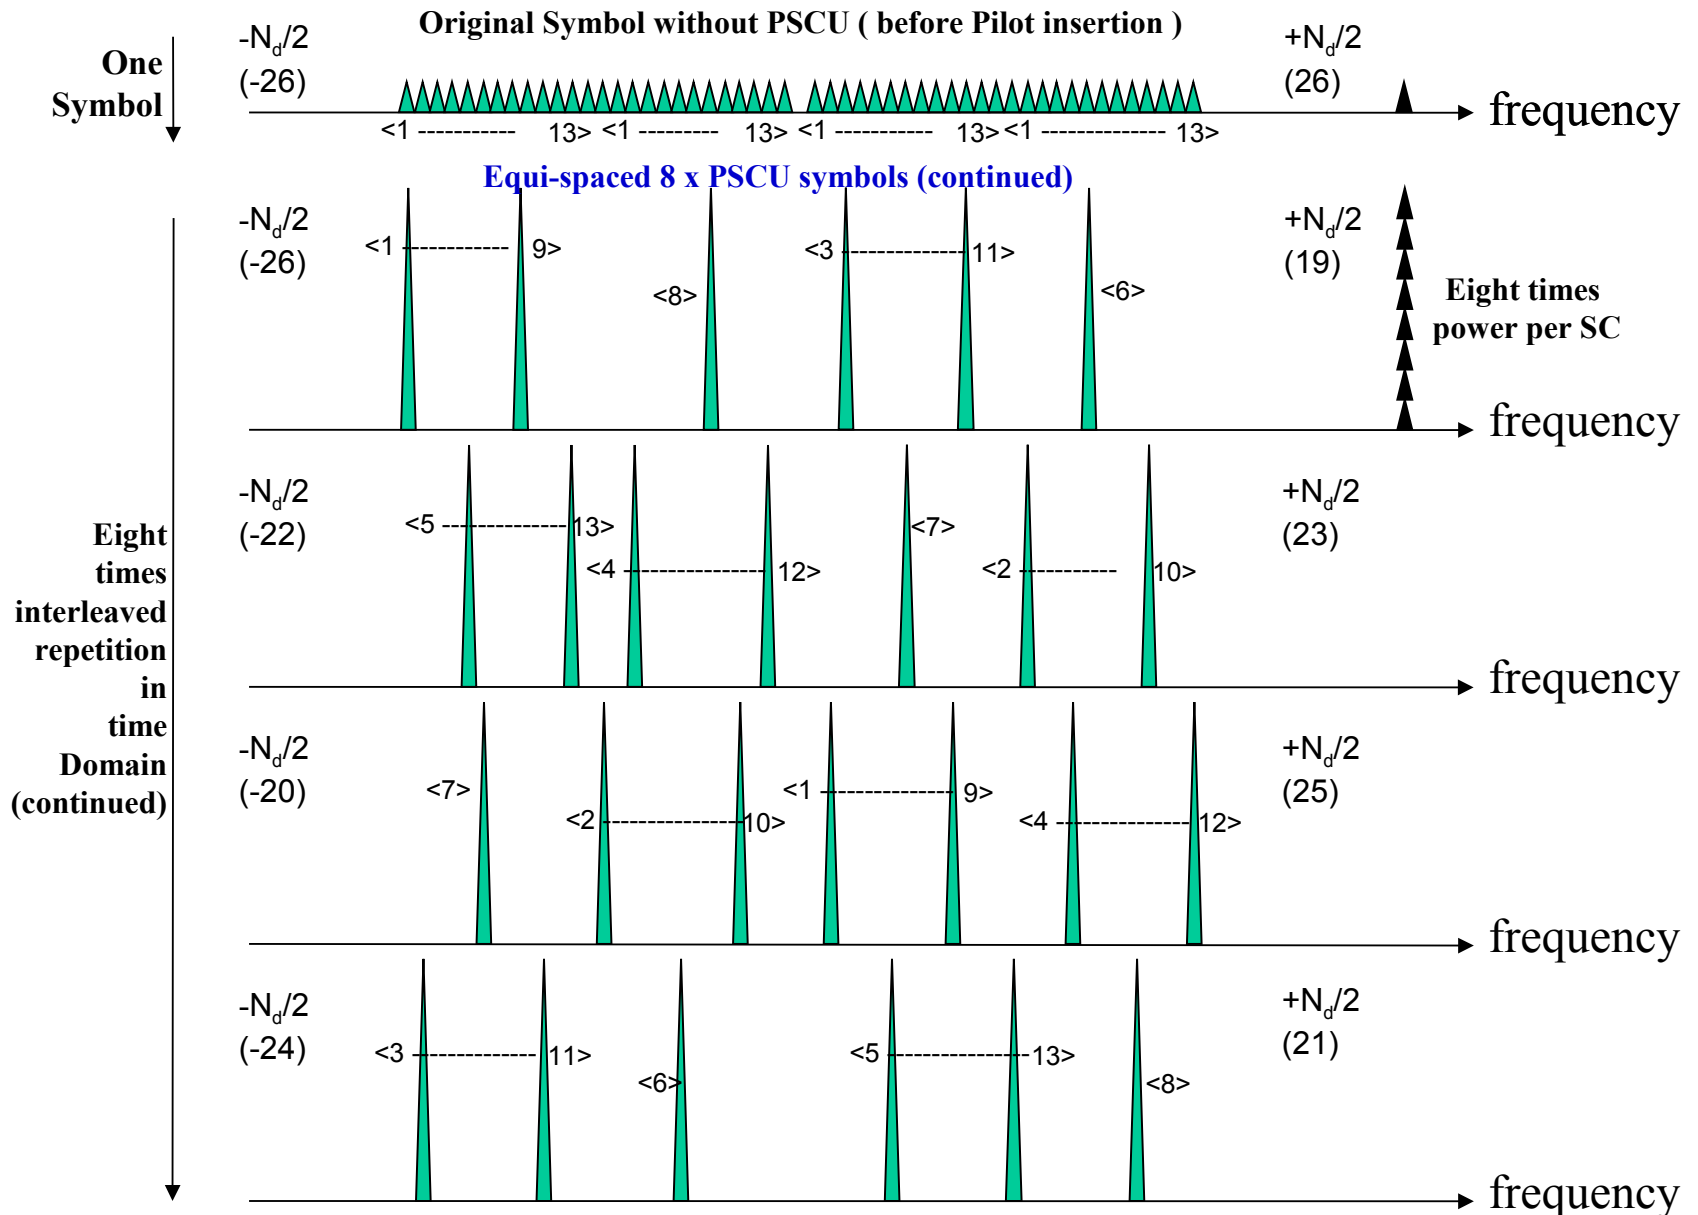 Original Symbol without PSCU ( before Pilot insertion )
One
Symbol
-Nd/2
(-26)
+Nd/2
(26)
frequency
<1 ------------ 13> <1 ---------- 13> <1 ------------ 13> <1 ---------------- 13>
Equi-spaced 8 x PSCU symbols (continued)
-Nd/2
(-26)
<1 ------------- 9>
<8>
<3 --------------- 11>
<6>
+Nd/2
(19)
Eight times
power per SC
frequency
Eight
times
interleaved
repetition
in
time
Domain
(continued)
-Nd/2
(-22)
<5 --------------- 13>
<4 ----------------- 12>
<7>
<2 ------------ 10>
+Nd/2
(23)
frequency
-Nd/2
(-20)
<7>
<2 ----------------- 10>
<1 ---------------- 9>
<4 ----------------- 12>
+Nd/2
(25)
frequency
-Nd/2
(-24)
<3 --------------- 11>
<6>
<5 ----------------- 13>
<8>
+Nd/2
(21)
frequency